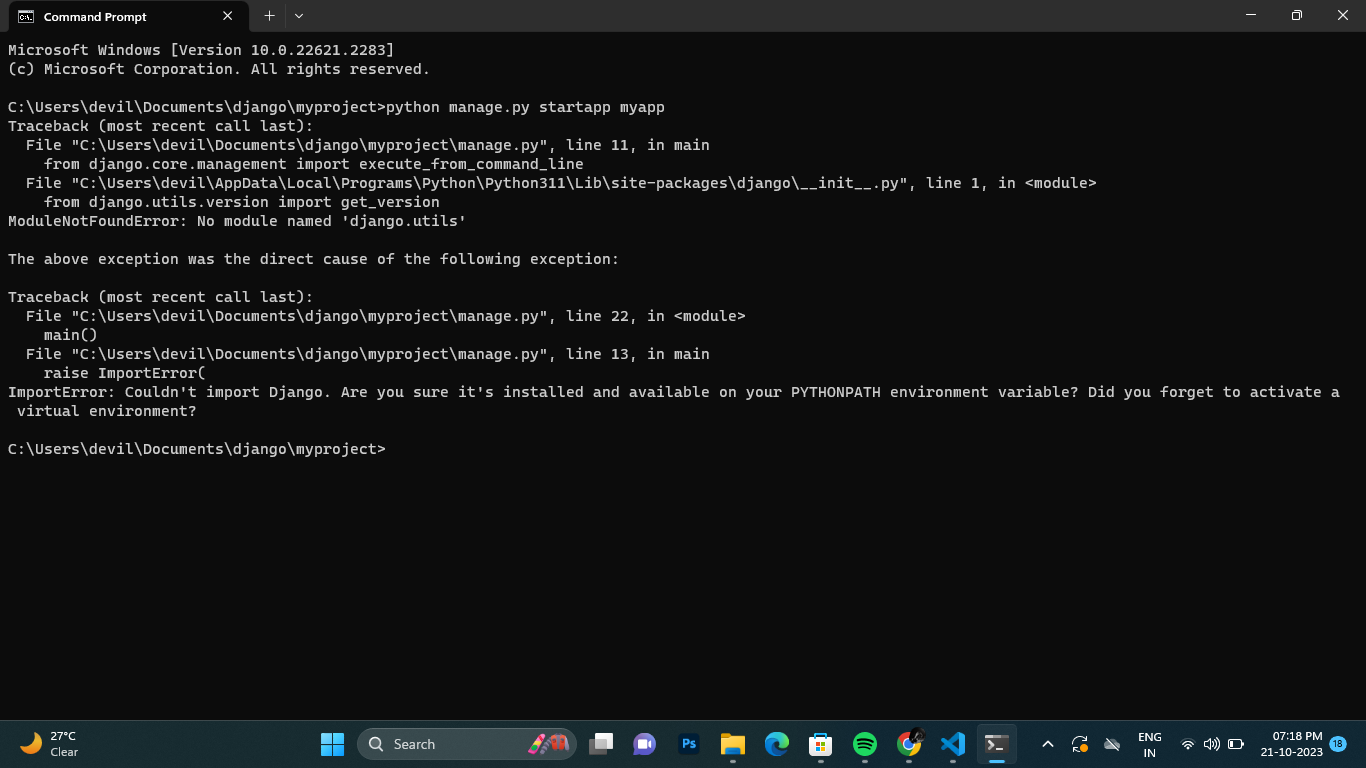 Command Prompt
Microsoft Windows [Version 10.0.22621.2283]
(c) Microsoft Corporation. All rights reserved.
C:\Users\devil\Documents\django\myproject>python manage.py startapp myapp
Traceback (most recent call last):
  File "C:\Users\devil\Documents\django\myproject\manage.py", line 11, in main
    from django.core.management import execute_from_command_line
  File "C:\Users\devil\AppData\Local\Programs\Python\Python311\Lib\site-packages\django\__init__.py", line 1, in <module>
    from django.utils.version import get_version
ModuleNotFoundError: No module named 'django.utils'
The above exception was the direct cause of the following exception:
Traceback (most recent call last):
  File "C:\Users\devil\Documents\django\myproject\manage.py", line 22, in <module>
    main()
  File "C:\Users\devil\Documents\django\myproject\manage.py", line 13, in main
    raise ImportError(
ImportError: Couldn't import Django. Are you sure it's installed and available on your PYTHONPATH environment variable? Did you forget to activate a
 virtual environment?
C:\Users\devil\Documents\django\myproject>
27°C
Clear
Search
Ps
ENG
IN
07:18 PM
21-10-2023
18